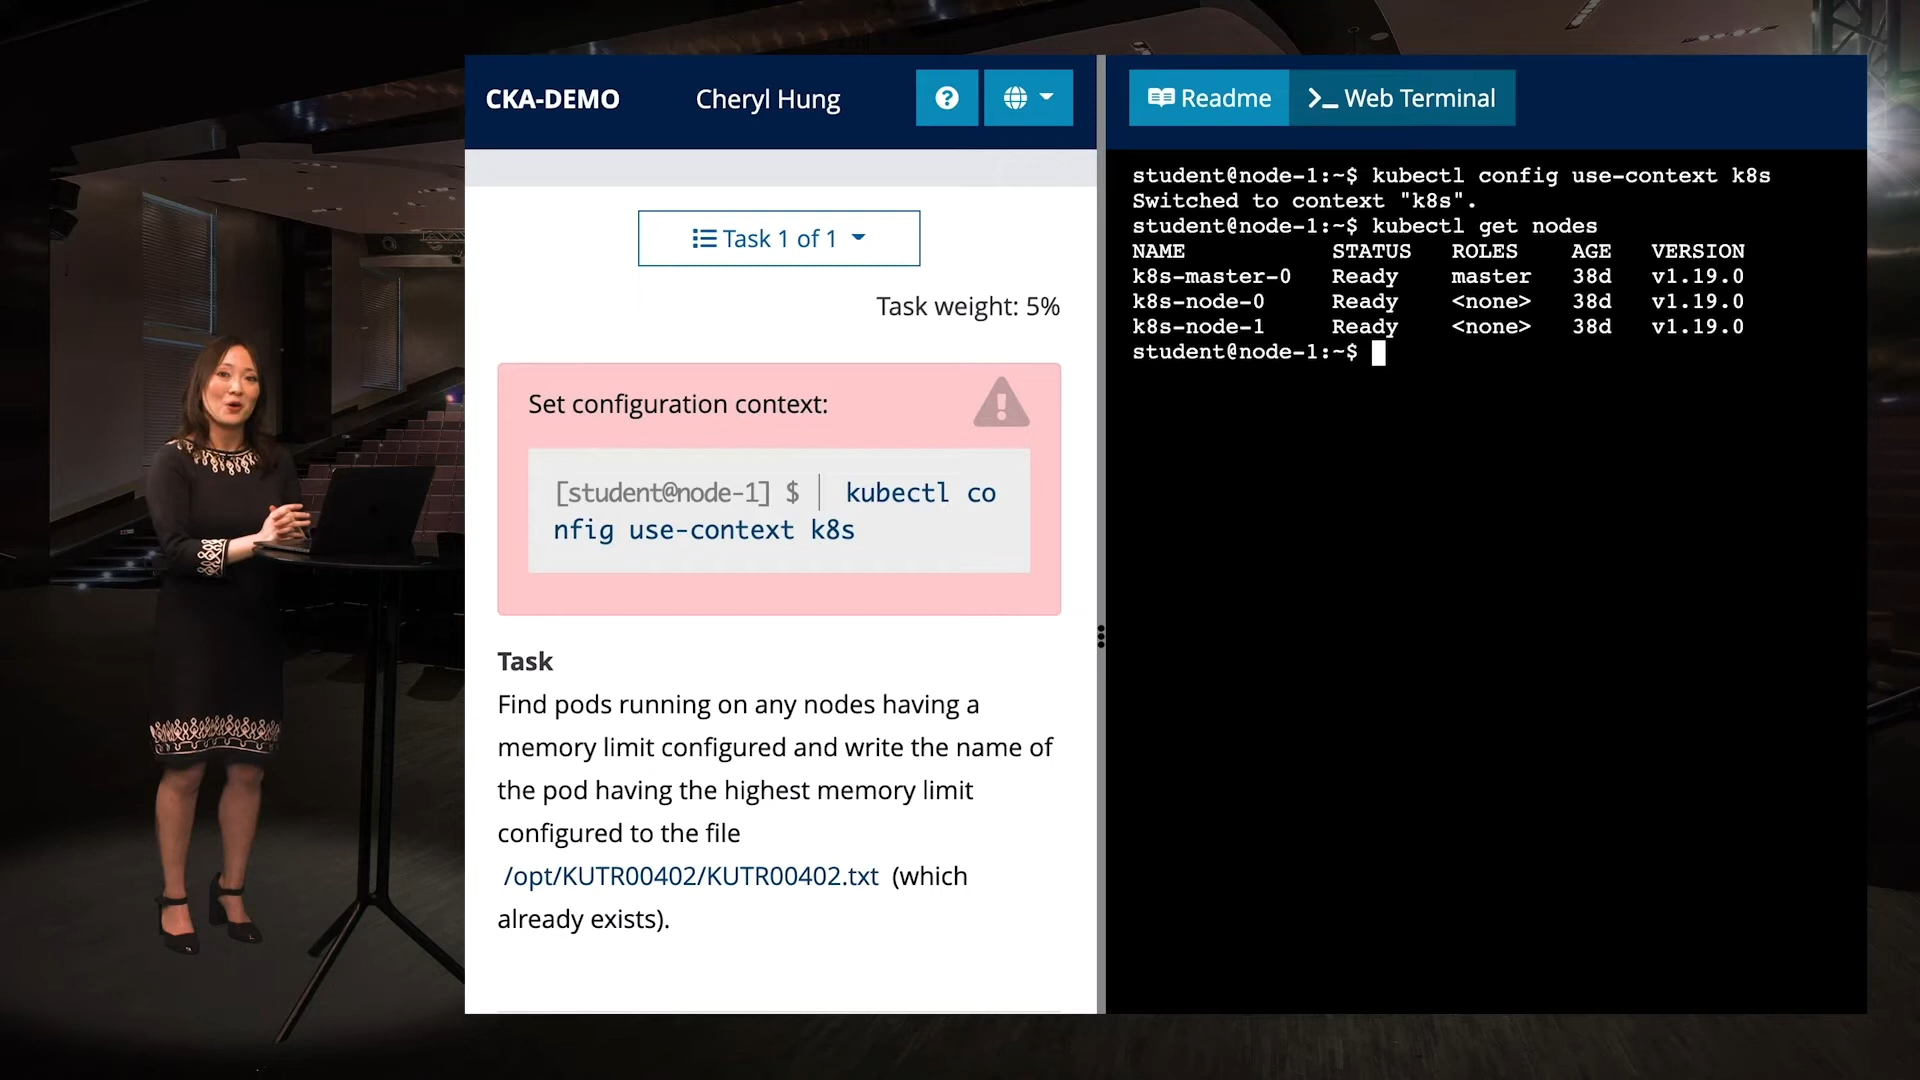 CKA-DEMO Cheryl Hung
Task 1 of 1
Task weight: 5%
Set configuration context:
[student@node-1] $ | kubectl co
nfig use-context k8s
Task
Find pods running on any nodes having a
memory limit configured and write the name of
the pod having the highest memory limit
configured to the file
/opt/KUTR00402/KUTR00402.txt (which
already exists).
Readme >_ Web Terminal
student@node-1:~$ kubectl config use-context k8s
Switched to context "k8s".
student@node-1:~$ kubectl get nodes
NAME STATUS ROLES AGE VERSION
k8s-master-0 Ready master 38d v1.19.0
k8s-node-0 Ready <none> 38d v1.19.0
k8s-node-1 Ready <none> 38d v1.19.0
student@node-1:~$